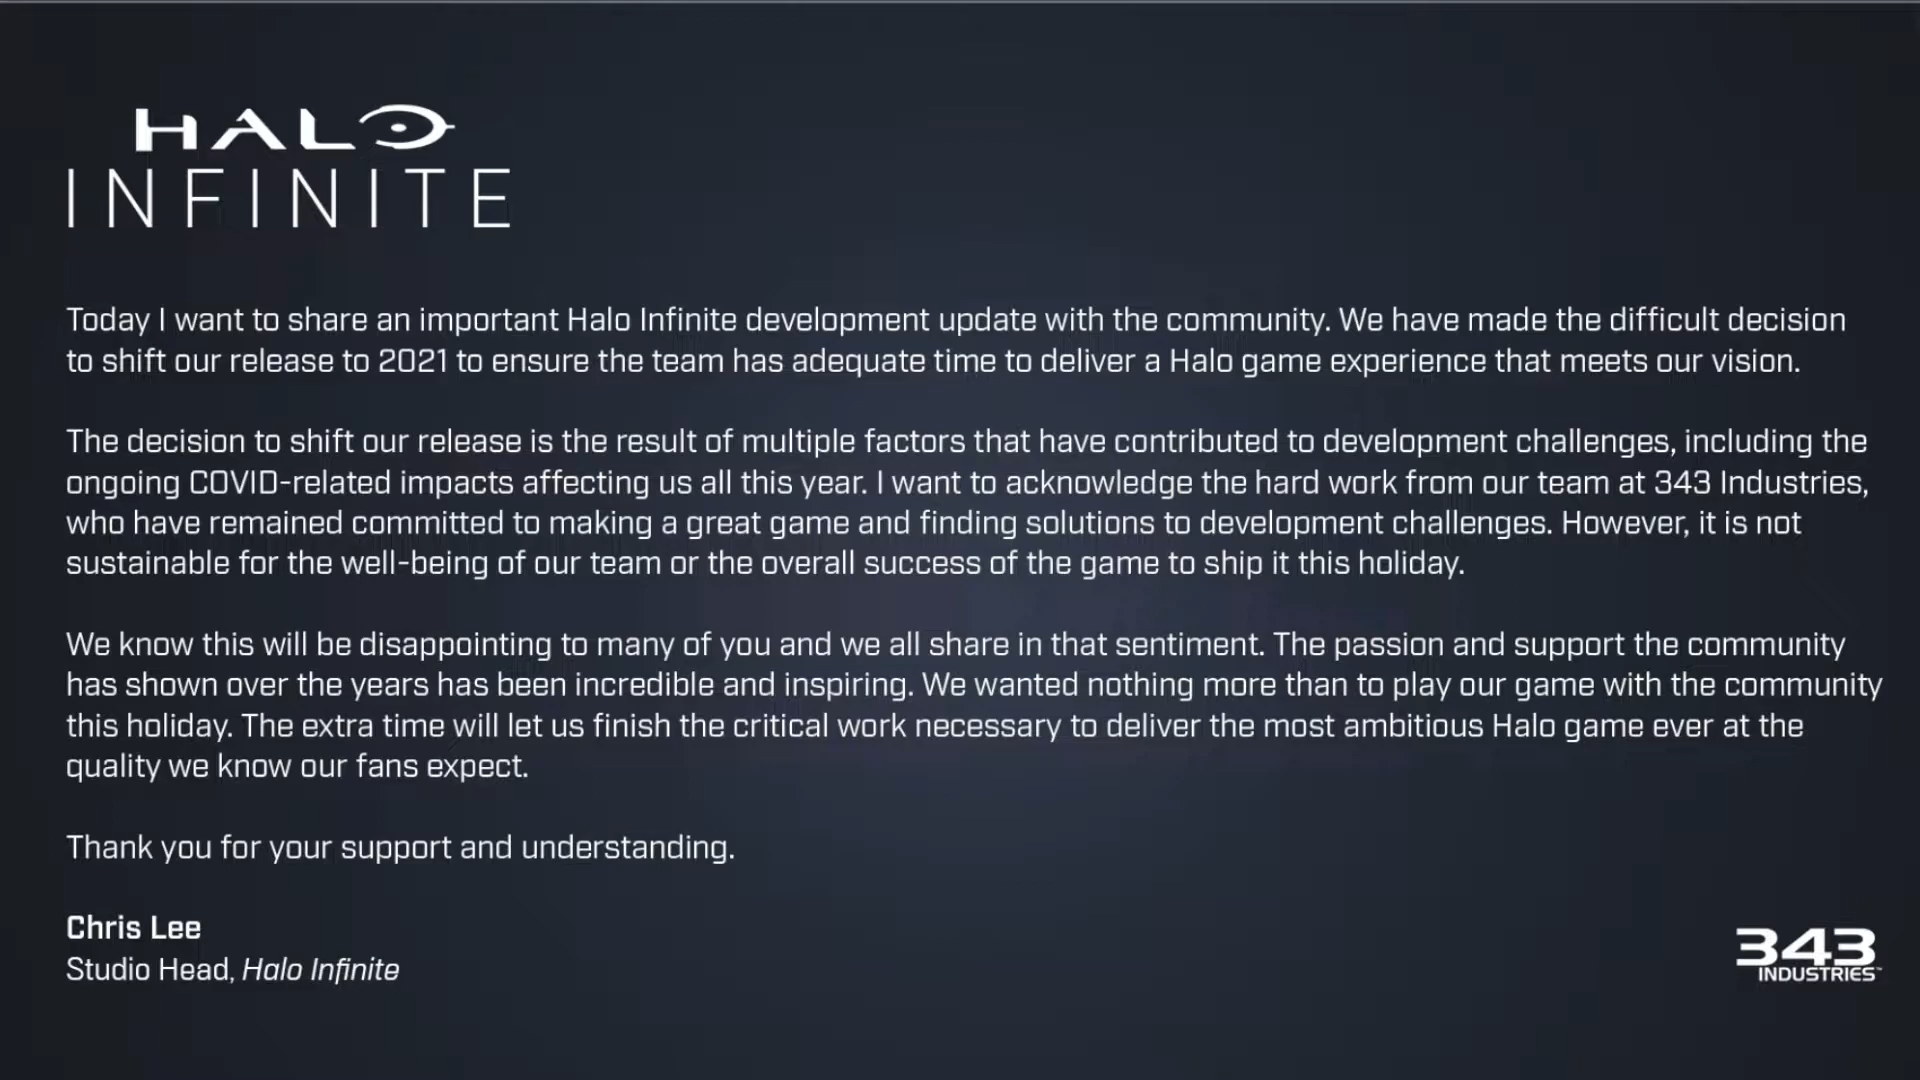 HALO
INFINITE
Today I want to share an important Halo Infinite development update with the community. We have made the difficult decision
to shift our release to 2021 to ensure the team has adequate time to deliver a Halo game experience that meets our vision.
The decision to shift our release is the result of multiple factors that have contributed to development challenges, including the
ongoing COVID-related impacts affecting us all this year. I want to acknowledge the hard work from our team at 343 Industries,
who have remained committed to making a great game and finding solutions to development challenges. However, it is not
sustainable for the well-being of our team or the overall success of the game to ship it this holiday.
We know this will be disappointing to many of you and we all share in that sentiment. The passion and support the community
has shown over the years has been incredible and inspiring. We wanted nothing more than to play our game with the community
this holiday. The extra time will let us finish the critical work necessary to deliver the most ambitious Halo game ever at the
quality we know our fans expect.
Thank you for your support and understanding.
Chris Lee
Studio Head, Halo Infinite
343
INDUSTRIES™